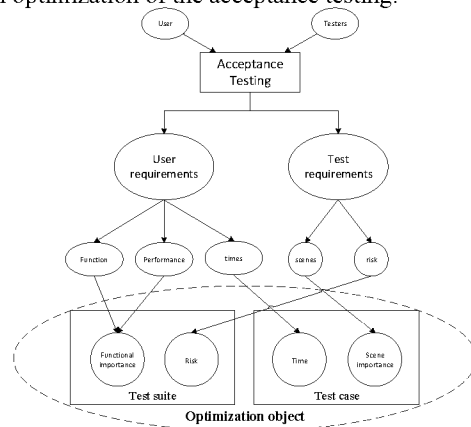 optimization of the acceptance testing.
User
Testers
Acceptance
Testing
User
requirements
Test
requirements
Function
Performance
times
scenes
risk
Functional
Importance
Risk
Time
Scene
Importance
Test suite
Test case
Optimization object